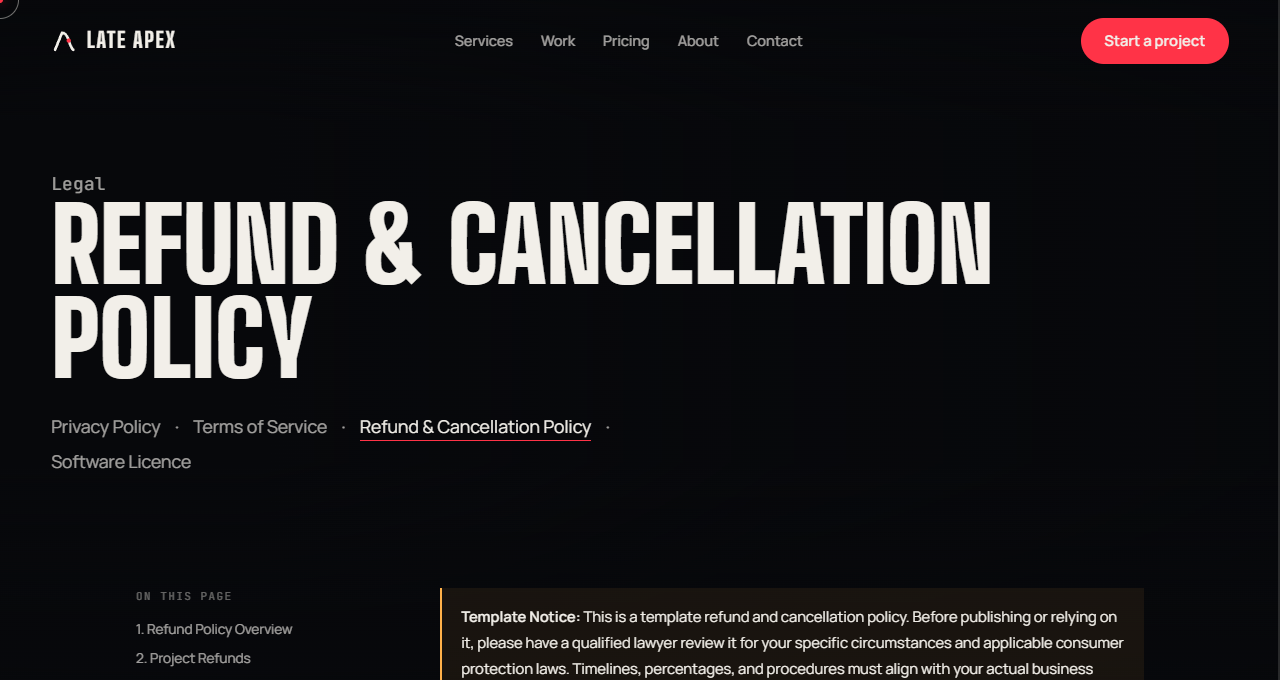 LATE APEX
Services Work Pricing About Contact
Start a project
Legal
REFUND & CANCELLATION
POLICY
Privacy Policy · Terms of Service · Refund & Cancellation Policy ·
Software Licence
ON THIS PAGE
1. Refund Policy Overview
2. Project Refunds
Template Notice: This is a template refund and cancellation policy. Before publishing or relying on
it, please have a qualified lawyer review it for your specific circumstances and applicable consumer
protection laws. Timelines, percentages, and procedures must align with your actual business